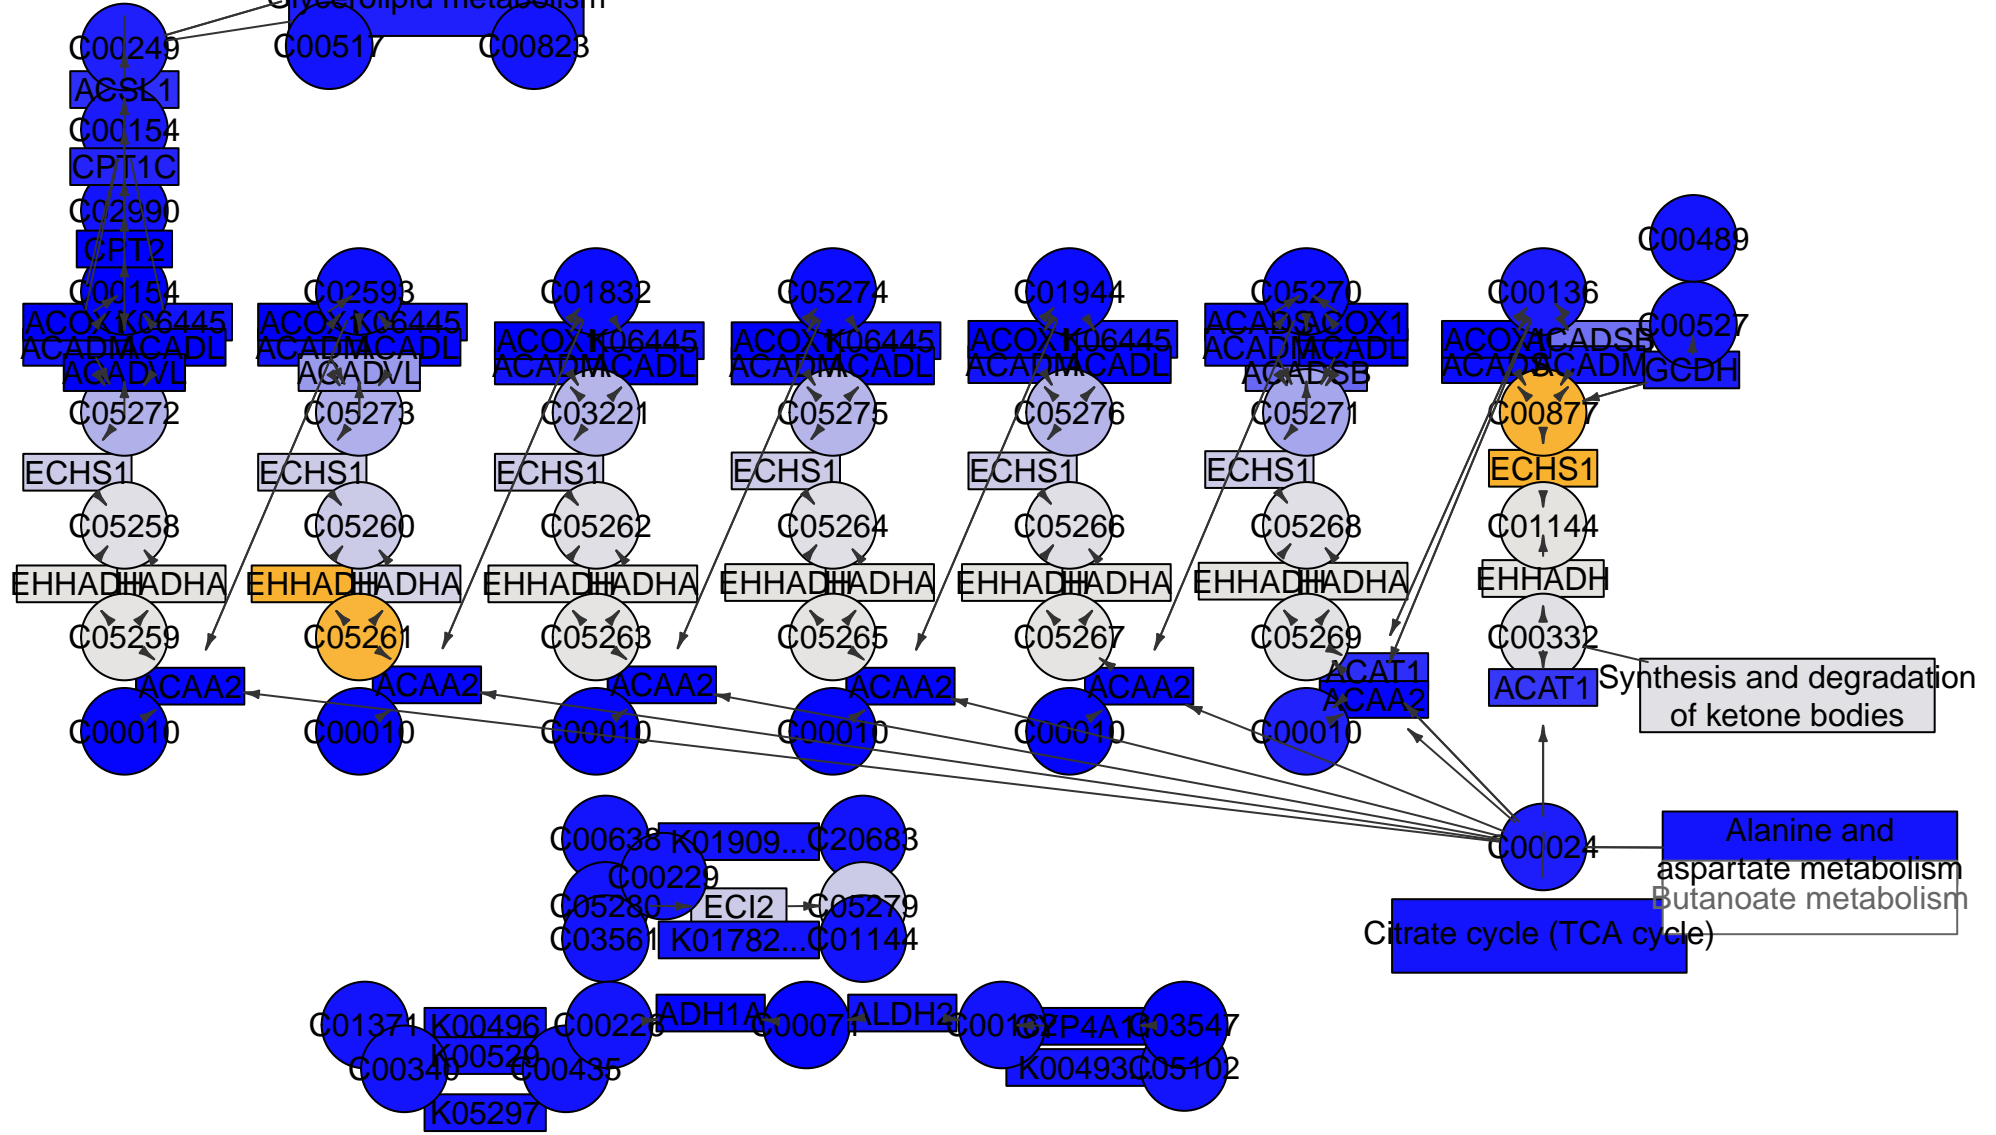 Glycerolipid metabolism
C00249
C00517
C00823
ACSL1
C00154
CPT1C
C02990
CPT2
C00489
C00154
C02593
C01832
C05274
C01944
C05270
C00136
C00527
ACOX1
K06445
ACOX1
K06445
ACOX1
K06445
ACOX1
K06445
ACOX1
K06445
ACADS
ACOX1
ACOX1
ACADSB
ACADM
ACADL
ACADM
ACADL
ACADM
ACADL
ACADM
ACADL
ACADM
ACADL
ACADM
ACADL
ACADS
ACADM
GCDH
ACADVL
ACADVL
ACADSB
C05272
C05273
C03221
C05275
C05276
C05271
C00877
ECHS1
ECHS1
ECHS1
ECHS1
ECHS1
ECHS1
ECHS1
C05258
C05260
C05262
C05264
C05266
C05268
C01144
EHHADH
HADHA
EHHADH
HADHA
EHHADH
HADHA
EHHADH
HADHA
EHHADH
HADHA
EHHADH
HADHA
EHHADH
C05259
C05261
C05263
C05265
C05267
C05269
C00332
ACAA2
ACAA2
ACAA2
ACAA2
ACAA2
ACAT1
ACAA2
ACAT1
Synthesis and degradation
of ketone bodies
C00010
C00010
C00010
C00010
C00010
C00010
C00638
K01909...
C20683
C00229
C00024
Alanine and
aspartate metabolism
Butanoate metabolism
C05280
ECI2
C05279
C03561
K01782...
C01144
Citrate cycle (TCA cycle)
C01371
K00496
C00226
ADH1A
C00071
ALDH2
C00162
C03547
K00529
C00340
C00435
K00493...
C05102
K05297